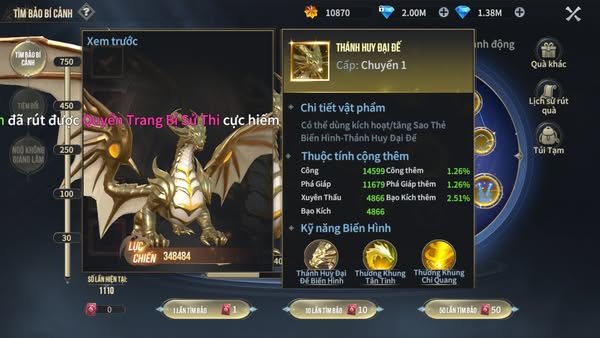 TÌM BẢO BÍ CẢNH
10870
2.00M
1.38M
TÌM BẢO BÍ CẢNH
TIỆN ĐỔI
NGỘ KHÔNG GIÁNG LÂM
750
350
180
100
30
Xem trước
đã rút được Quyển Trang Bị Sử Thi cực hiếm
LỰC CHIẾN 348484
THÁNH HUY ĐẠI ĐẾ
Cấp: Chuyển 1
Chi tiết vật phẩm
Có thể dùng kích hoạt/tăng Sao Thẻ
Biến Hình-Thánh Huy Đại Đế
Thuộc tính cộng thêm
Công 14599 Công thêm 1.26%
Phá Giáp 11679 Phá Giáp thêm 1.26%
Xuyên Thấu 4866 Bạo Kích thêm 2.51%
Bạo Kích 4866
Kỹ năng Biến Hình
Thánh Huy Đại Đế Biến Hình
Thương Khung Tân Tinh
Thương Khung Chi Quang
h động
Quà khác
Lịch sử rút quà
Túi Tạm
SỐ LẦN HIỆN TẠI:
1110
0
1 LẦN TÌM BẢO 1
10 LẦN TÌM BẢO 10
50 LẦN TÌM BẢO 50